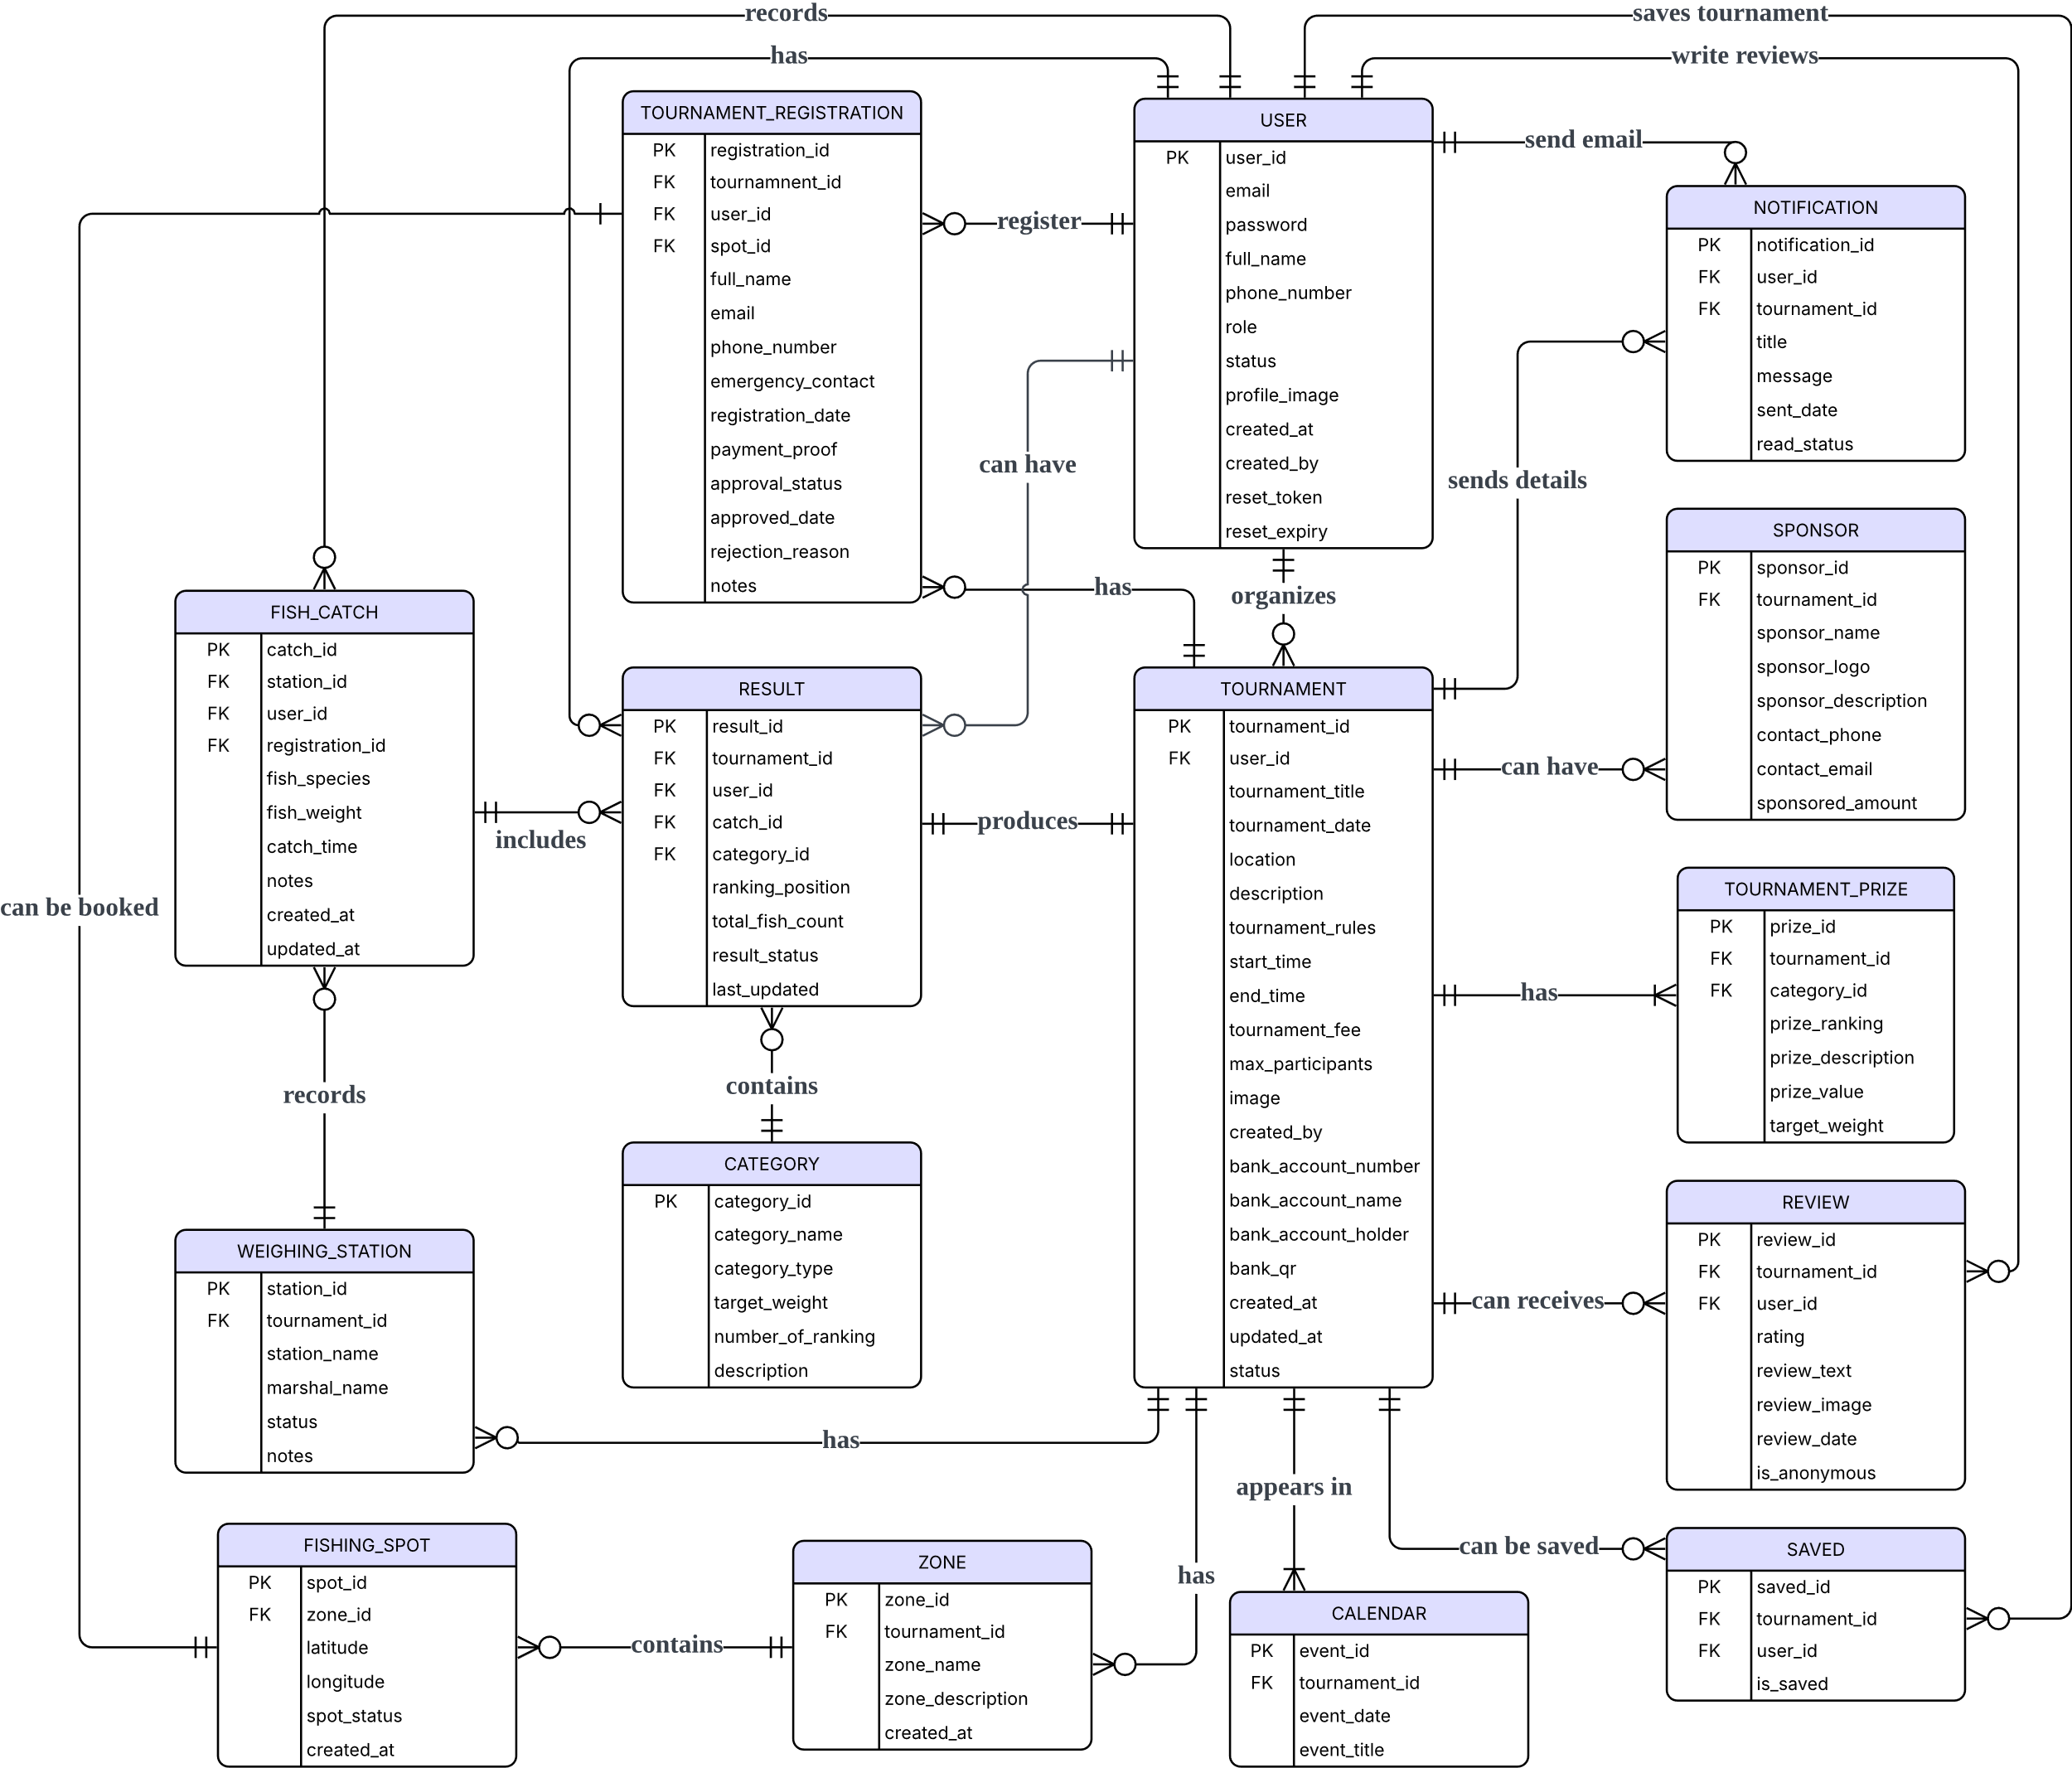 records
saves tournament
has
write reviews
TOURNAMENT_REGISTRATION
PK registration_id
FK tournamnent_id
FK user_id
FK spot_id
full_name
email
phone_number
emergency_contact
registration_date
payment_proof
approval_status
approved_date
rejection_reason
notes
register
USER
PK user_id
email
password
full_name
phone_number
role
status
profile_image
created_at
created_by
reset_token
reset_expiry
send email
NOTIFICATION
PK notification_id
FK user_id
FK tournament_id
title
message
sent_date
read_status
can have
sends details
has
organizes
SPONSOR
PK sponsor_id
FK tournament_id
sponsor_name
sponsor_logo
sponsor_description
contact_phone
contact_email
sponsored_amount
FISH_CATCH
PK catch_id
FK station_id
FK user_id
FK registration_id
fish_species
fish_weight
catch_time
notes
created_at
updated_at
includes
RESULT
PK result_id
FK tournament_id
FK user_id
FK catch_id
FK category_id
ranking_position
total_fish_count
result_status
last_updated
produces
TOURNAMENT
PK tournament_id
FK user_id
tournament_title
tournament_date
location
description
tournament_rules
start_time
end_time
tournament_fee
max_participants
image
created_by
bank_account_number
bank_account_name
bank_account_holder
bank_qr
created_at
updated_at
status
can have
TOURNAMENT_PRIZE
PK prize_id
FK tournament_id
FK category_id
prize_ranking
prize_description
prize_value
target_weight
has
can be booked
records
contains
CATEGORY
PK category_id
category_name
category_type
target_weight
number_of_ranking
description
REVIEW
PK review_id
FK tournament_id
FK user_id
rating
review_text
review_image
review_date
is_anonymous
can receives
WEIGHING_STATION
PK station_id
FK tournament_id
station_name
marshal_name
status
notes
has
appears in
can be saved
has
FISHING_SPOT
PK spot_id
FK zone_id
latitude
longitude
spot_status
created_at
contains
ZONE
PK zone_id
FK tournament_id
zone_name
zone_description
created_at
CALENDAR
PK event_id
FK tournament_id
event_date
event_title
SAVED
PK saved_id
FK tournament_id
FK user_id
is_saved